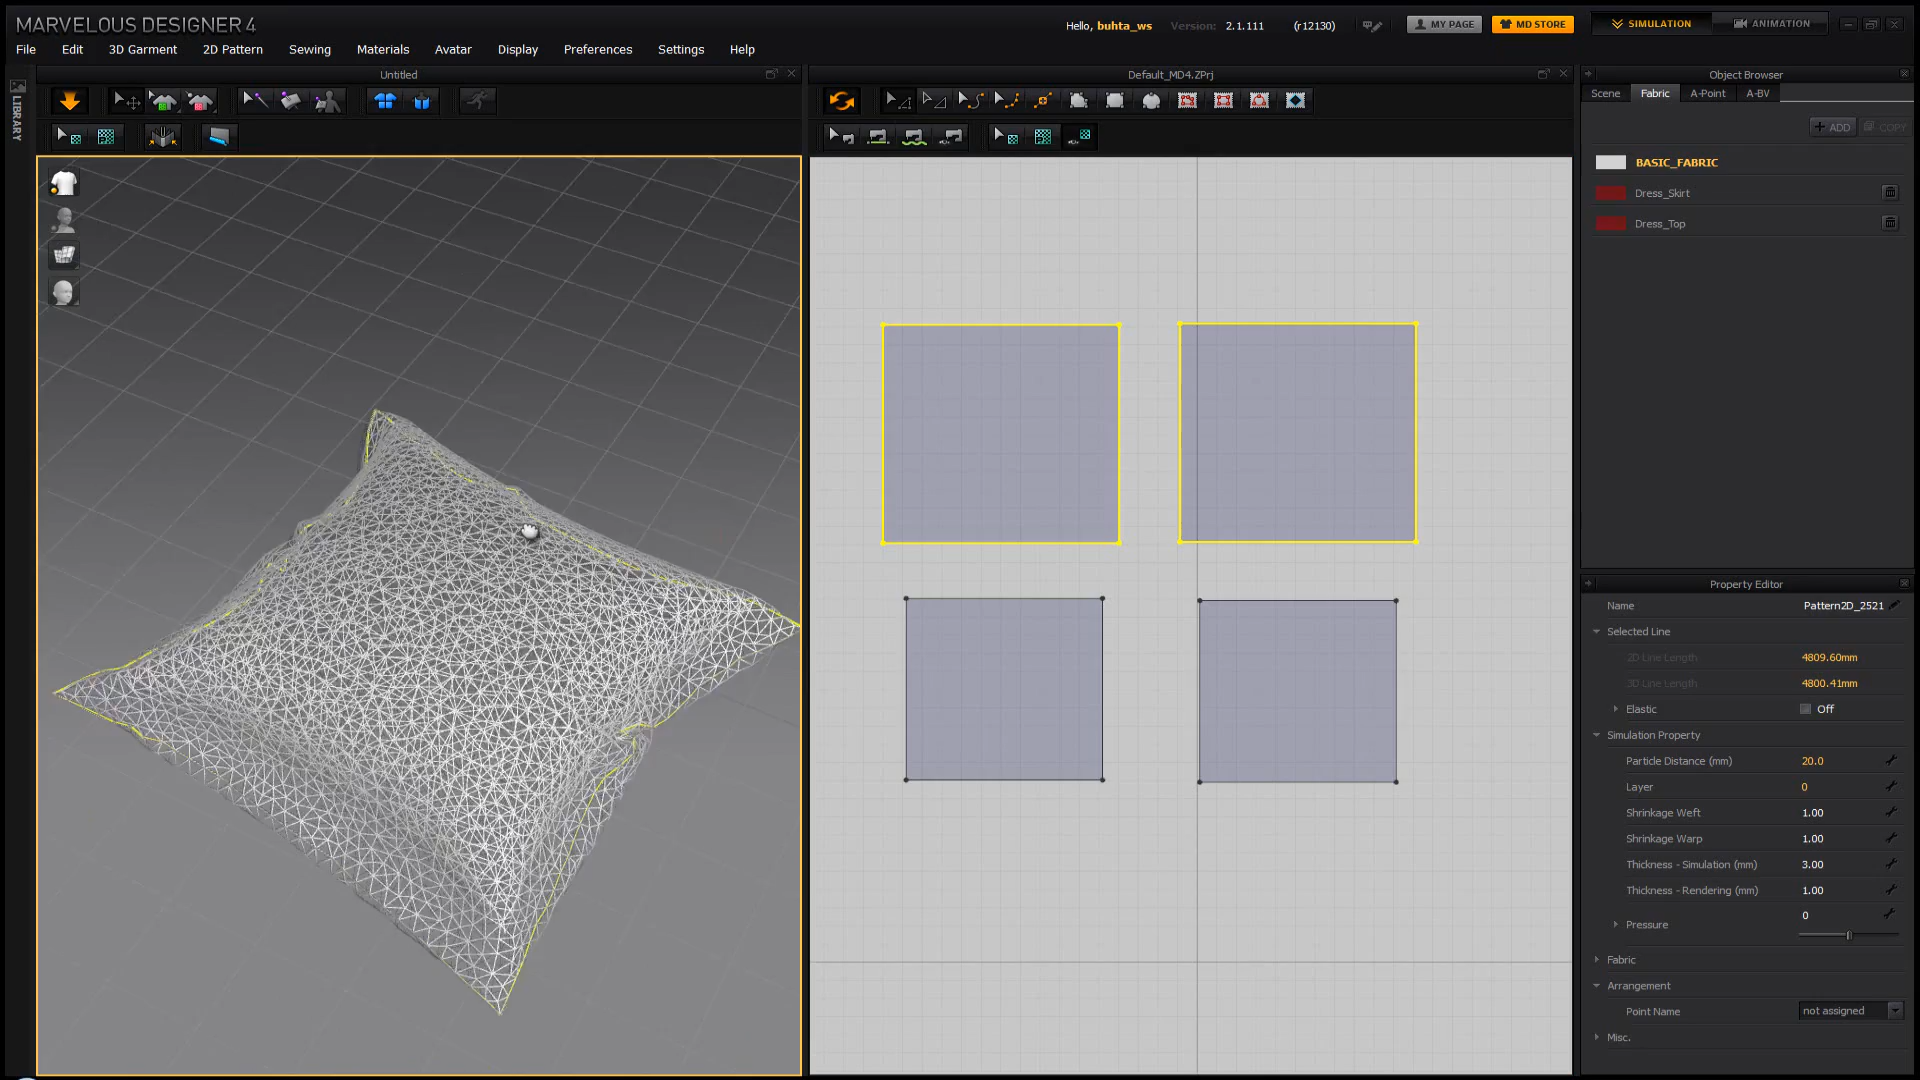 MARVELOUS DESIGNER 4
Hello, buhta_ws Version: 2.1.111 (r12130) MY PAGE MD STORE SIMULATION ANIMATION
File Edit 3D Garment 2D Pattern Sewing Materials Avatar Display Preferences Settings Help
Untitled
Default_MD4.ZPrj
Object Browser
LIBRARY
Scene Fabric A-Point A-BV
+ ADD COPY
BASIC_FABRIC
Dress_Skirt
Dress_Top
Property Editor
Name Pattern2D_2521
Selected Line
2D Line Length 4809.60mm
3D Line Length 4800.41mm
Elastic Off
Simulation Property
Particle Distance (mm) 20.0
Layer 0
Shrinkage Weft 1.00
Shrinkage Warp 1.00
Thickness - Simulation (mm) 3.00
Thickness - Rendering (mm) 1.00
Pressure 0
Fabric
Arrangement
Point Name not assigned
Misc.